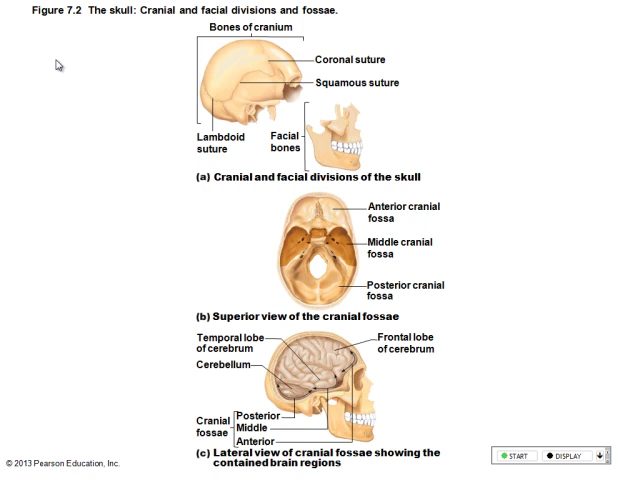 Figure 7.2 The skull: Cranial and facial divisions and fossae.
Bones of cranium
Coronal suture
Squamous suture
Lambdoid
suture
Facial
bones
(a) Cranial and facial divisions of the skull
Anterior cranial
fossa
Middle cranial
fossa
Posterior cranial
fossa
(b) Superior view of the cranial fossae
Temporal lobe
of cerebrum
Frontal lobe
of cerebrum
Cerebellum
Cranial
fossae
Posterior
Middle
Anterior
(c) Lateral view of cranial fossae showing the
contained brain regions
© 2013 Pearson Education, Inc.
START
DISPLAY